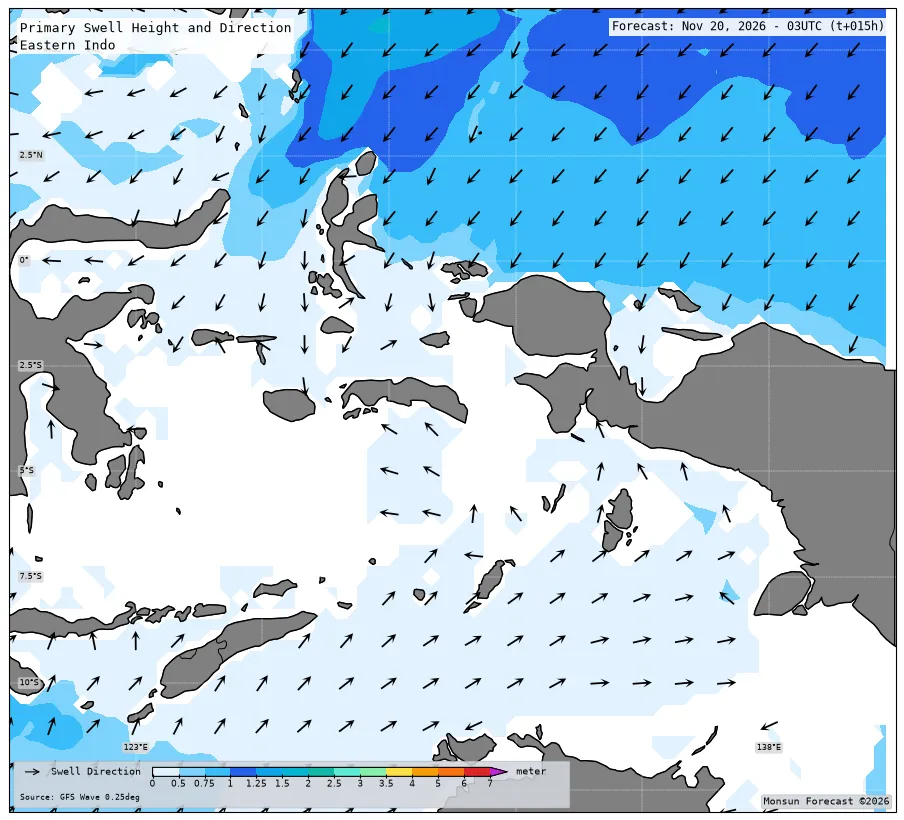 Primary Swell Height and Direction
Eastern Indo
Forecast: Nov 20, 2026 - 03UTC (t+015h)
2.5°N
0°
2.5°S
5°S
7.5°S
10°S
123°E
138°E
Swell Direction
0 0.5 0.75 1 1.25 1.5 2 2.5 3 3.5 4 5 6 7
meter
Source: GFS Wave 0.25deg
Monsun Forecast ©2026